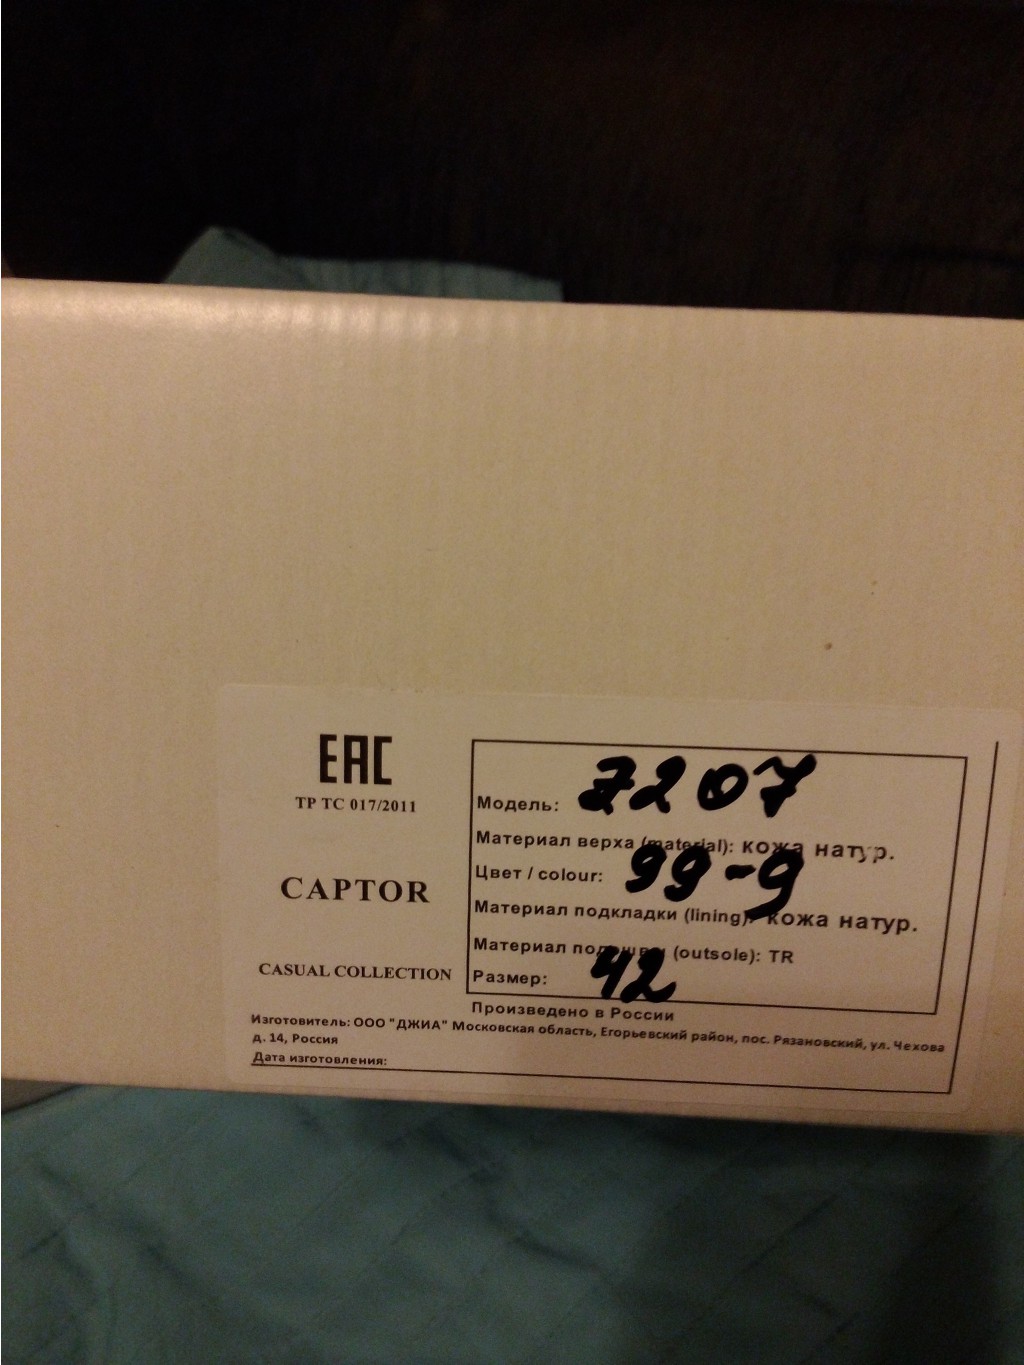 ЕАС
ТР ТС 017/2011
CAPTOR
CASUAL COLLECTION
Модель: 7207
Материал верха (material): кожа натур.
Цвет / colour: 99-9
Материал подкладки (lining): кожа натур.
Материал подошвы (outsole): TR
Размер: 42
Произведено в России
Изготовитель: ООО "ДЖИА" Московская область, Егорьевский район, пос. Рязановский, ул. Чехова
д. 14, Россия
Дата изготовления: